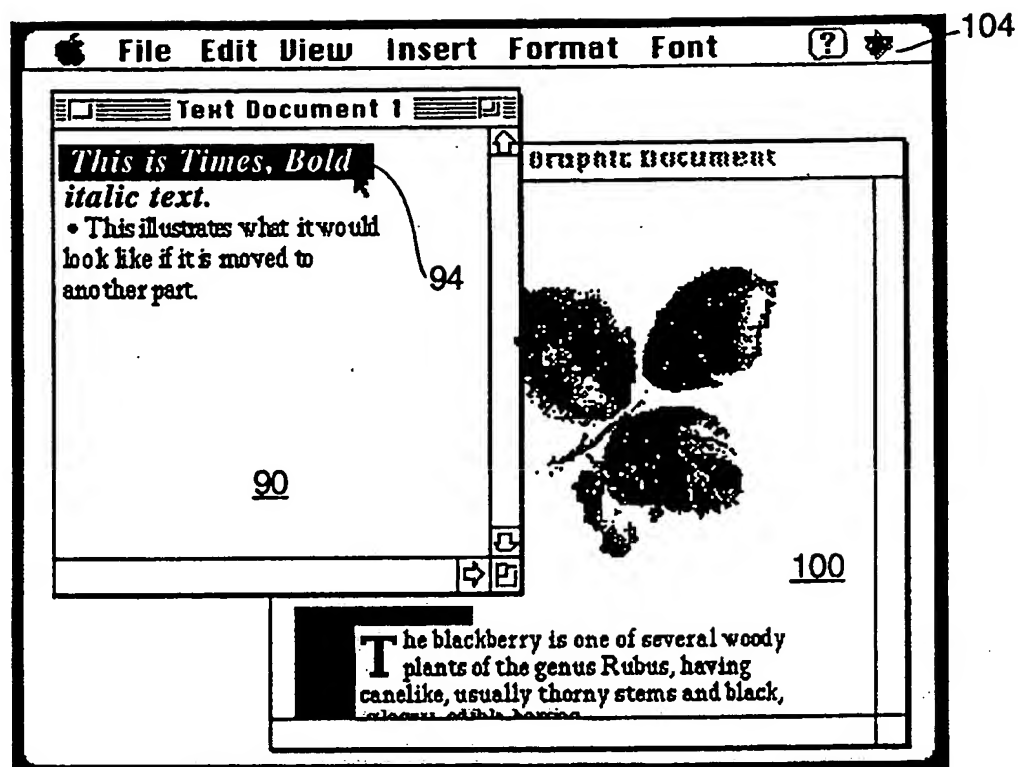 File Edit View Insert Format Font ?
104
Text Document 1
This is Times, Bold
italic text.
• This illustrates what it would
look like if it is moved to
another part.
94
90
Graphic Document
100
The blackberry is one of several woody
plants of the genus Rubus, having
canelike, usually thorny stems and black,